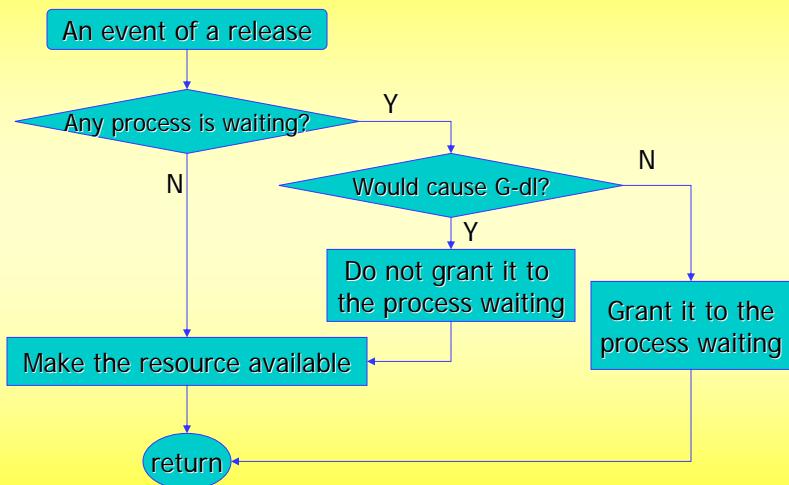 An event of a release
Any process is waiting?
Y
N
Would cause G-dl?
N
Y
Do not grant it to
the process waiting
Grant it to the
process waiting
Make the resource available
return